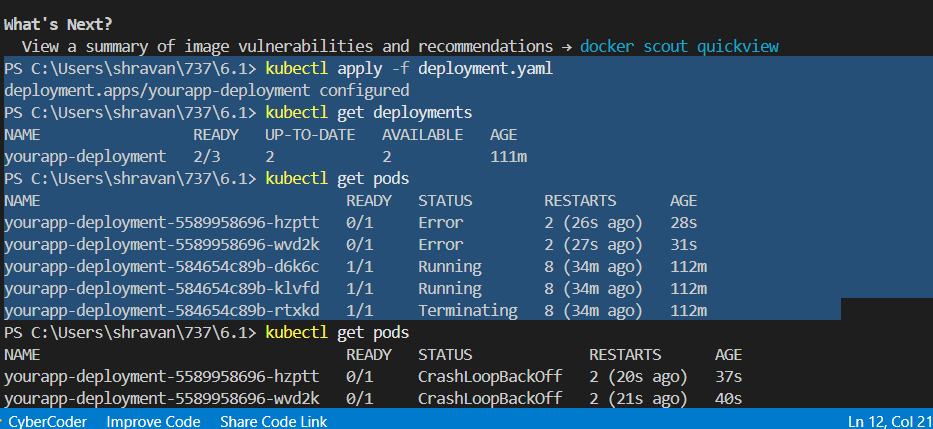 What's Next?
View a summary of image vulnerabilities and recommendations → docker scout quickview
PS C:\Users\shravan\737\6.1> kubectl apply -f deployment.yaml
deployment.apps/yourapp-deployment configured
PS C:\Users\shravan\737\6.1> kubectl get deployments
NAME READY UP-TO-DATE AVAILABLE AGE
yourapp-deployment 2/3 2 2 111m
PS C:\Users\shravan\737\6.1> kubectl get pods
NAME READY STATUS RESTARTS AGE
yourapp-deployment-5589958696-hzptt 0/1 Error 2 (26s ago) 28s
yourapp-deployment-5589958696-wvd2k 0/1 Error 2 (27s ago) 31s
yourapp-deployment-584654c89b-d6k6c 1/1 Running 8 (34m ago) 112m
yourapp-deployment-584654c89b-klvfd 1/1 Running 8 (34m ago) 112m
yourapp-deployment-584654c89b-rtxkd 1/1 Terminating 8 (34m ago) 112m
PS C:\Users\shravan\737\6.1> kubectl get pods
NAME READY STATUS RESTARTS AGE
yourapp-deployment-5589958696-hzptt 0/1 CrashLoopBackOff 2 (20s ago) 37s
yourapp-deployment-5589958696-wvd2k 0/1 CrashLoopBackOff 2 (21s ago) 40s
CyberCoder Improve Code Share Code Link Ln 12, Col 21